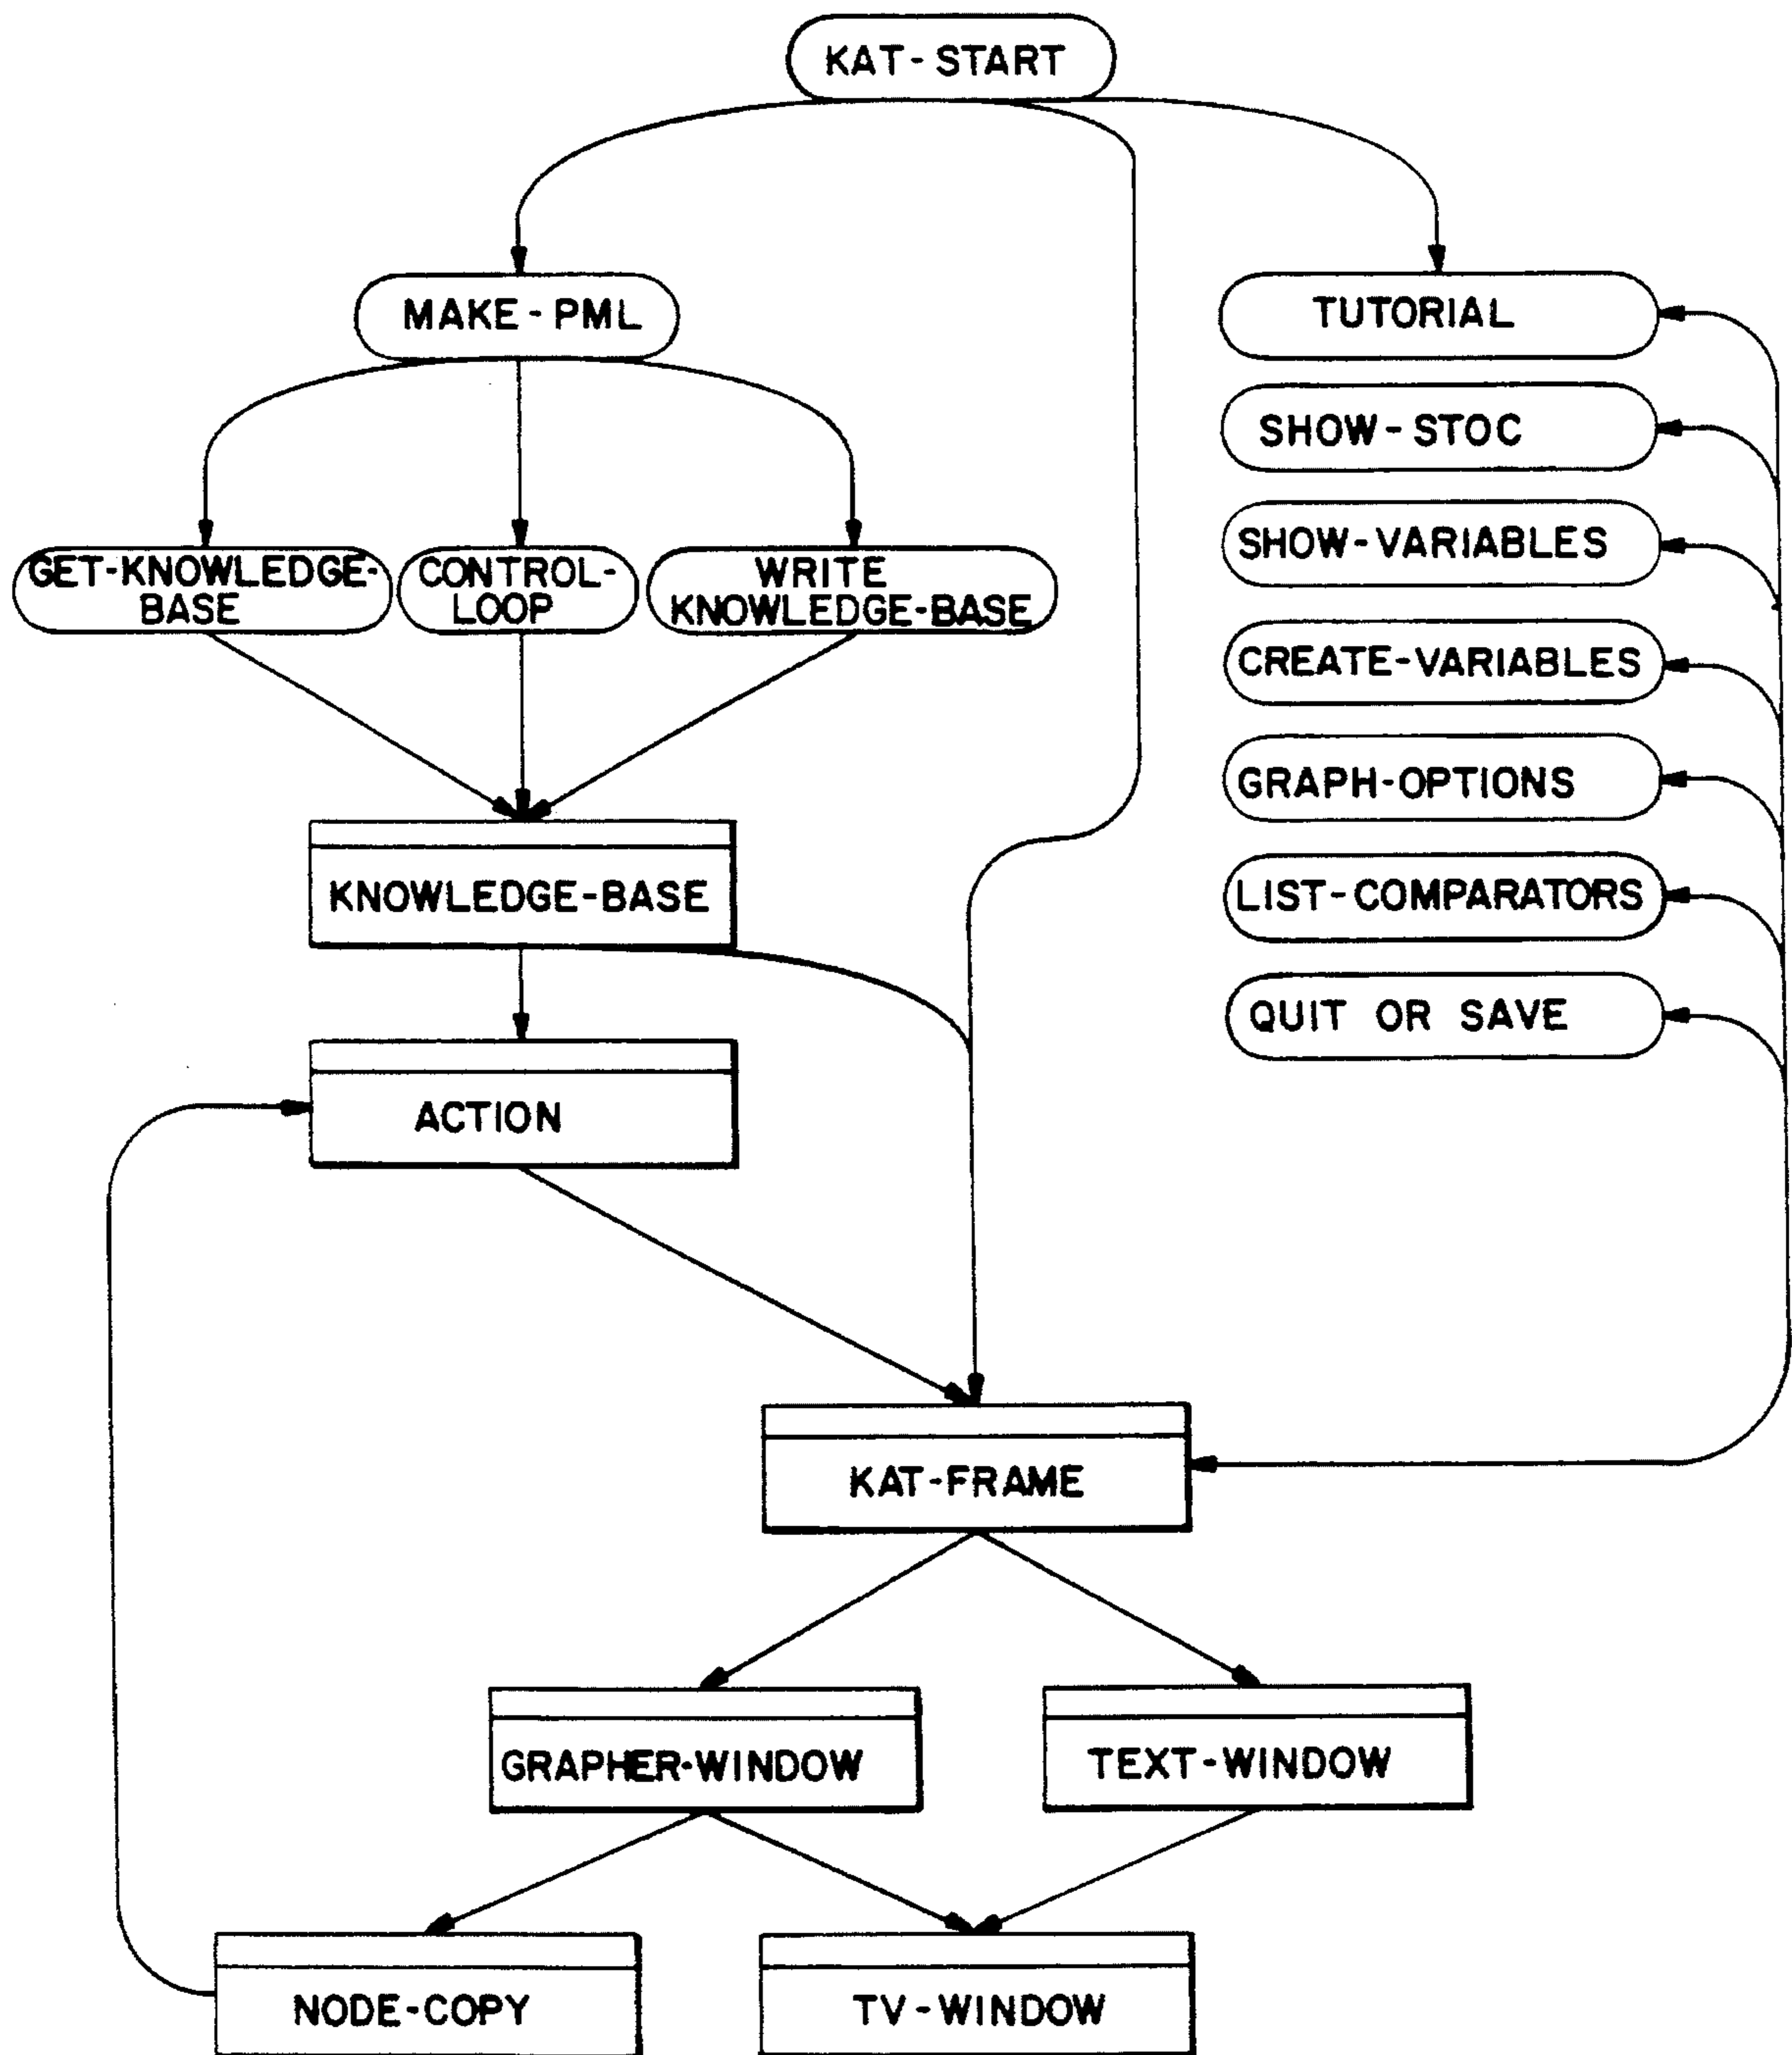 KAT-START
MAKE-PML
TUTORIAL
SHOW-STOC
SHOW-VARIABLES
GET-KNOWLEDGE-
BASE
CONTROL-
LOOP
WRITE
KNOWLEDGE-BASE
CREATE-VARIABLES
GRAPH-OPTIONS
KNOWLEDGE-BASE
LIST-COMPARATORS
QUIT OR SAVE
ACTION
KAT-FRAME
GRAPHER-WINDOW
TEXT-WINDOW
NODE-COPY
TV-WINDOW